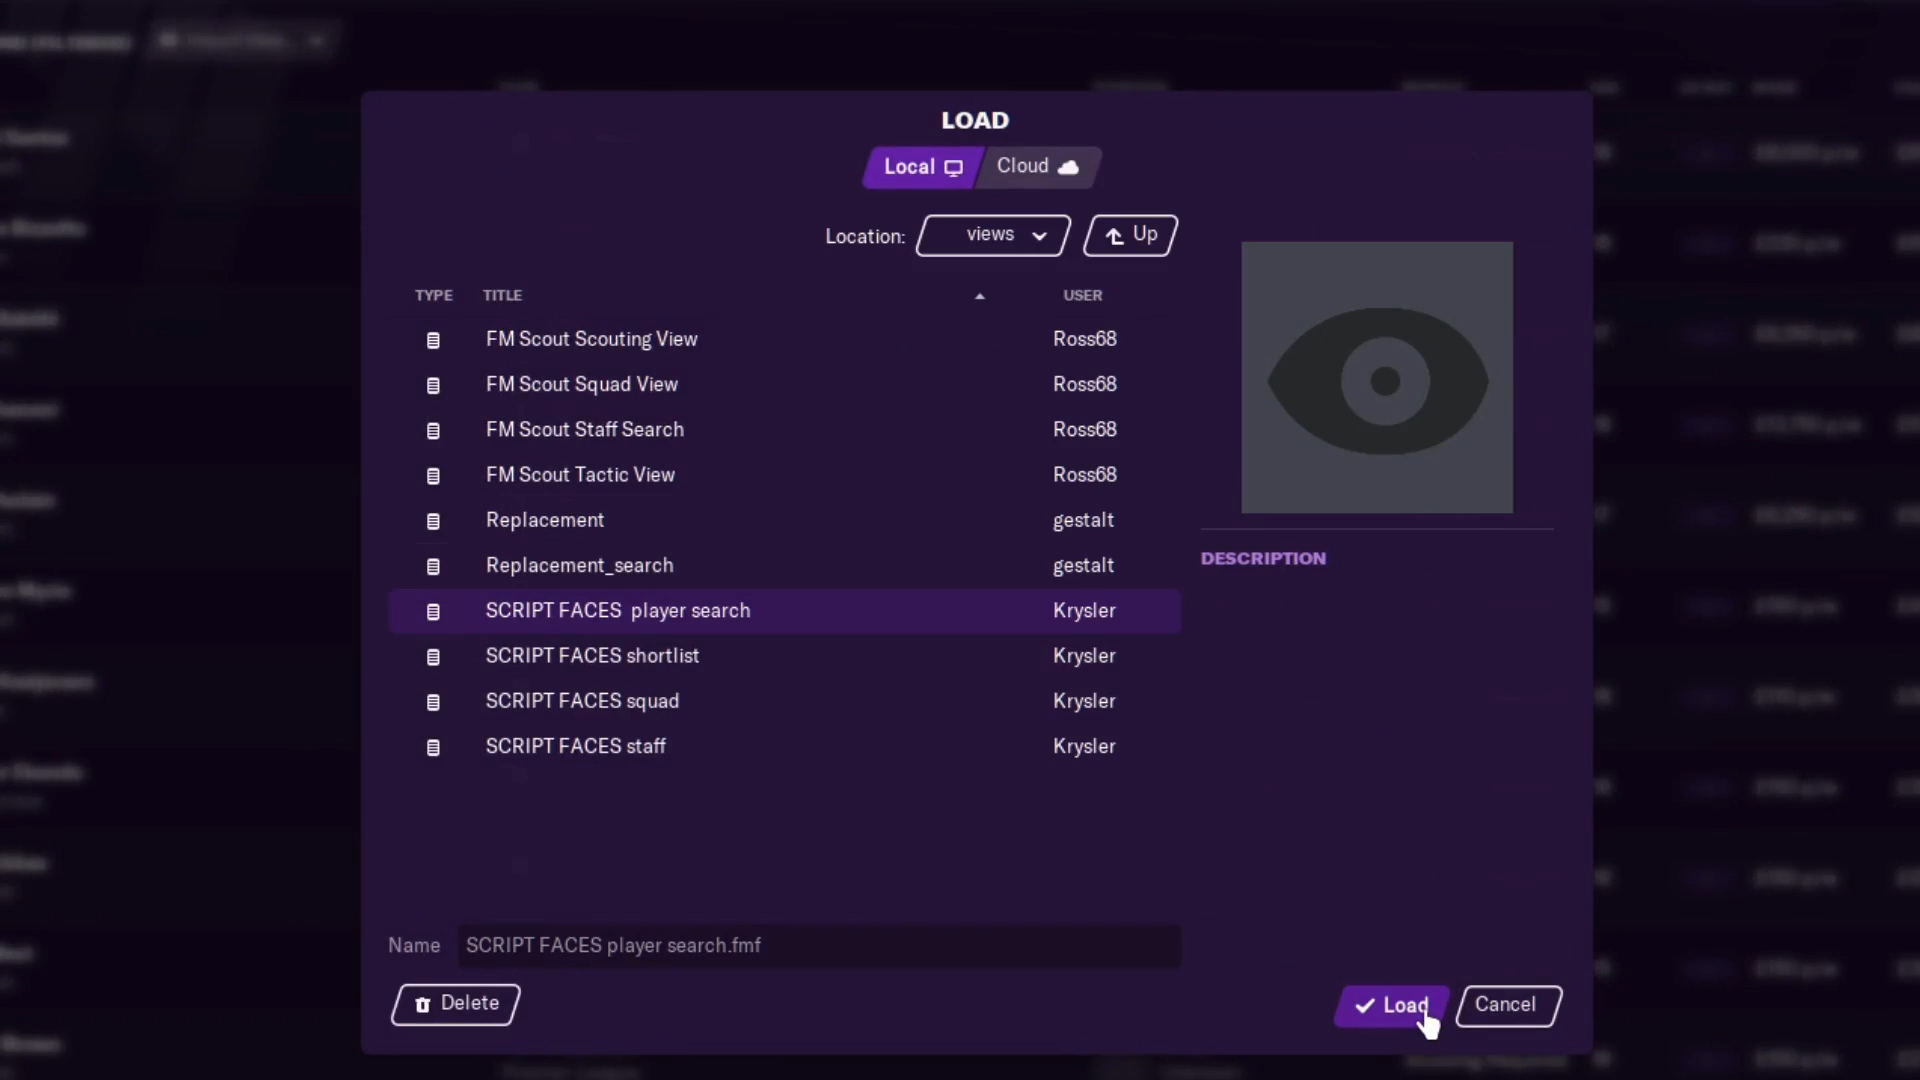 LOAD
Local Cloud
Location: views Up
TYPE TITLE USER
FM Scout Scouting View Ross68
FM Scout Squad View Ross68
FM Scout Staff Search Ross68
FM Scout Tactic View Ross68
Replacement gestalt
Replacement_search gestalt
SCRIPT FACES  player search Krysler
SCRIPT FACES shortlist Krysler
SCRIPT FACES squad Krysler
SCRIPT FACES staff Krysler
DESCRIPTION
Name SCRIPT FACES player search.fmf
Delete Load Cancel